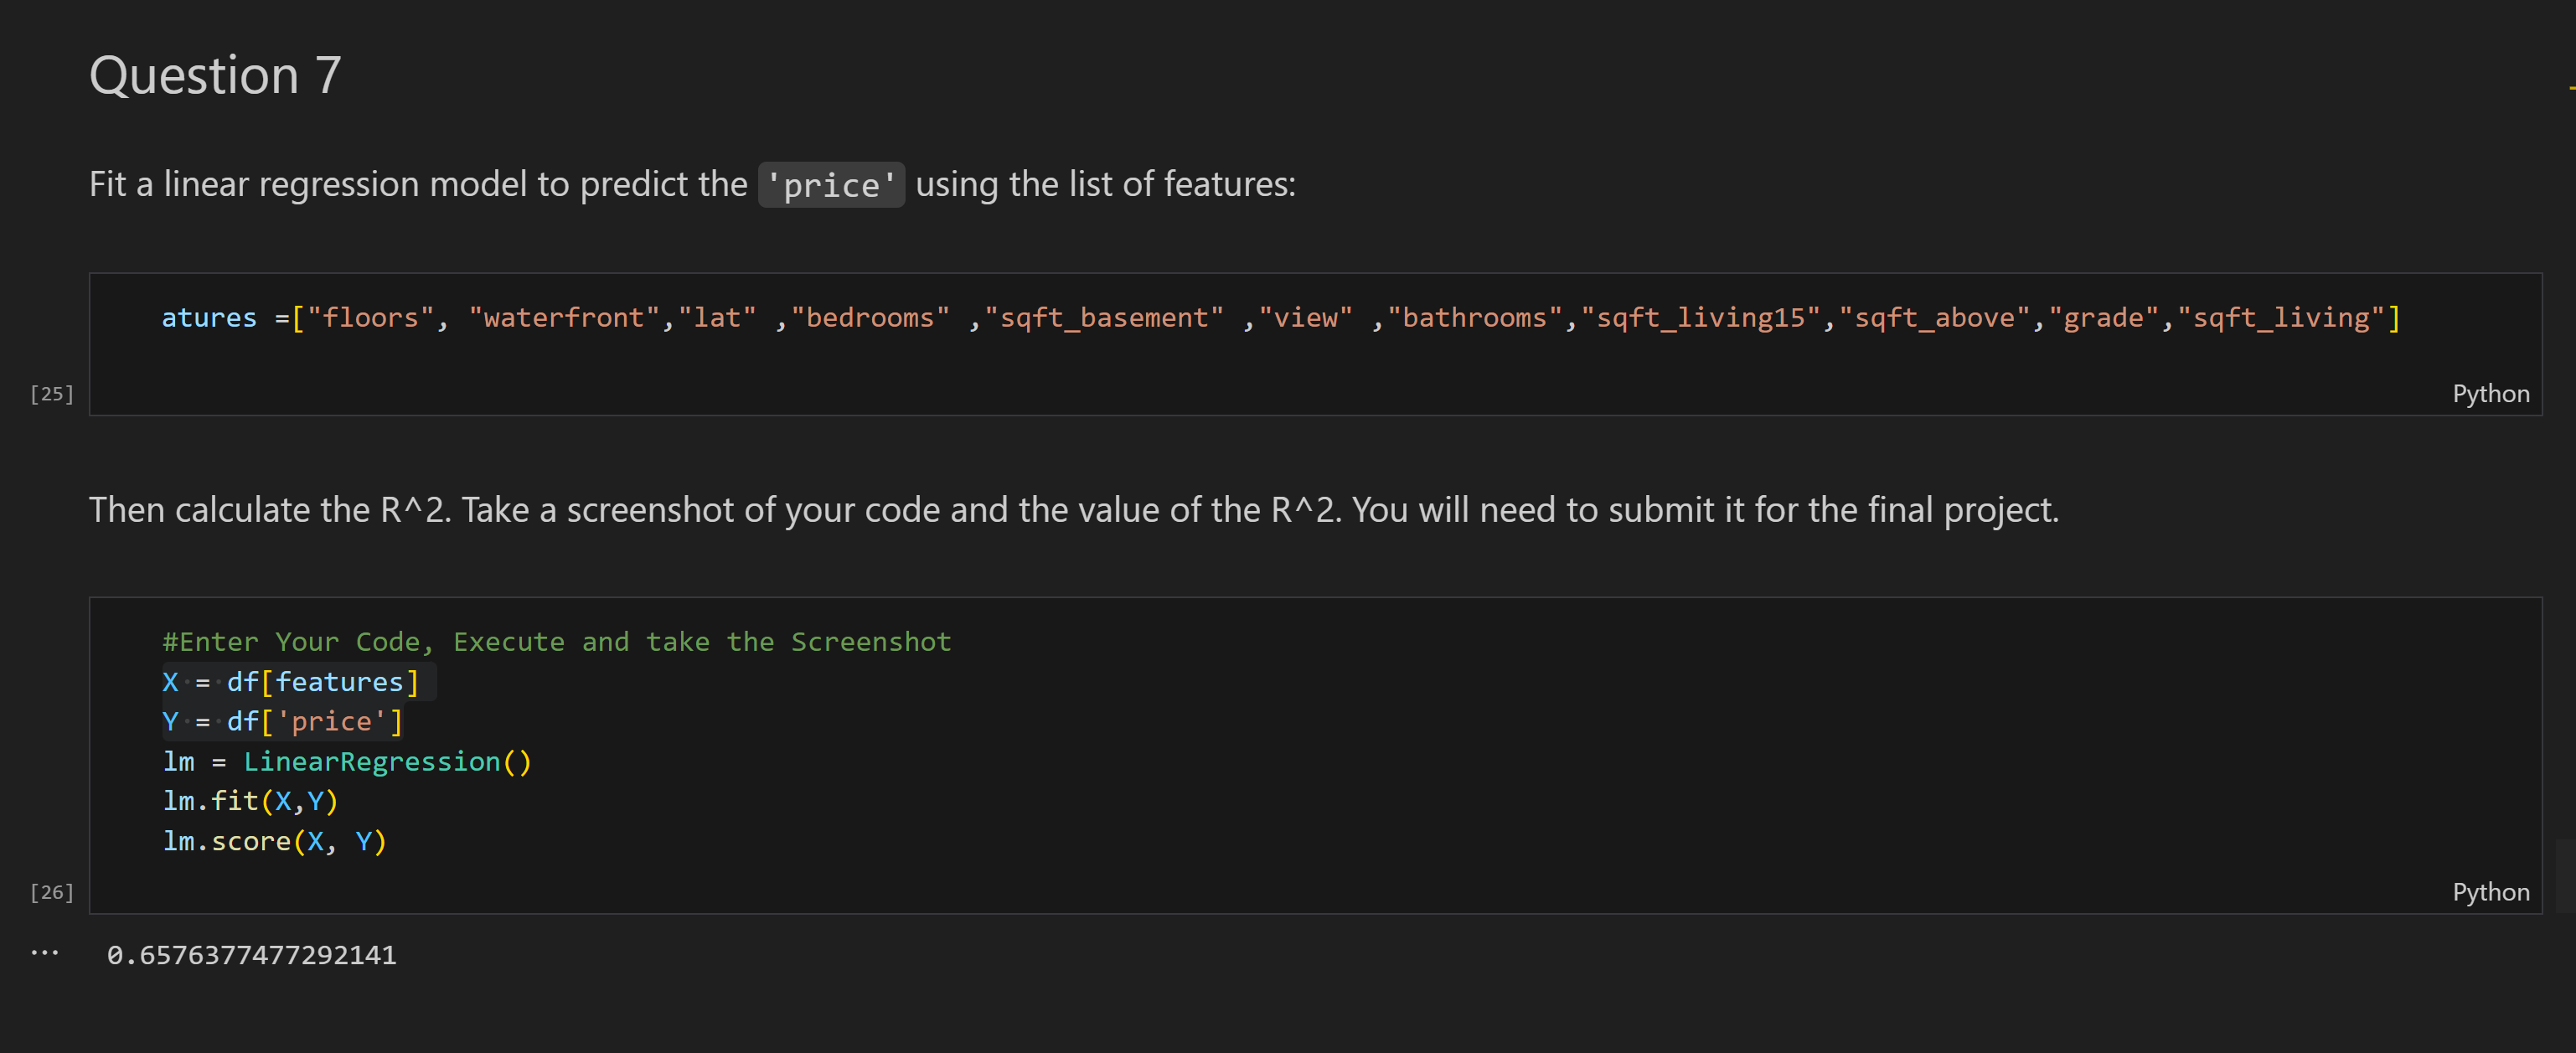 Question 7
Fit a linear regression model to predict the 'price' using the list of features:
atures =["floors", "waterfront","lat" ,"bedrooms" ,"sqft_basement" ,"view" ,"bathrooms","sqft_living15","sqft_above","grade","sqft_living"]
[25]
Python
Then calculate the R^2. Take a screenshot of your code and the value of the R^2. You will need to submit it for the final project.
#Enter Your Code, Execute and take the Screenshot
X = df[features]
Y = df['price']
lm = LinearRegression()
lm.fit(X,Y)
lm.score(X, Y)
[26]
Python
... 0.6576377477292141